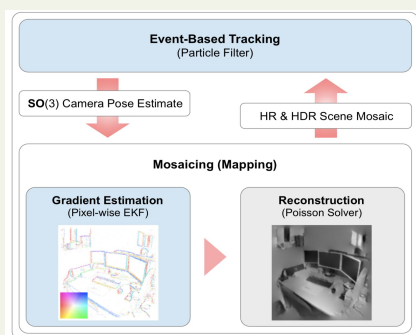 Event-Based Tracking
(Particle Filter)
SO(3) Camera Pose Estimate
HR & HDR Scene Mosaic
Mosaicing (Mapping)
Gradient Estimation
(Pixel-wise EKF)
Reconstruction
(Poisson Solver)